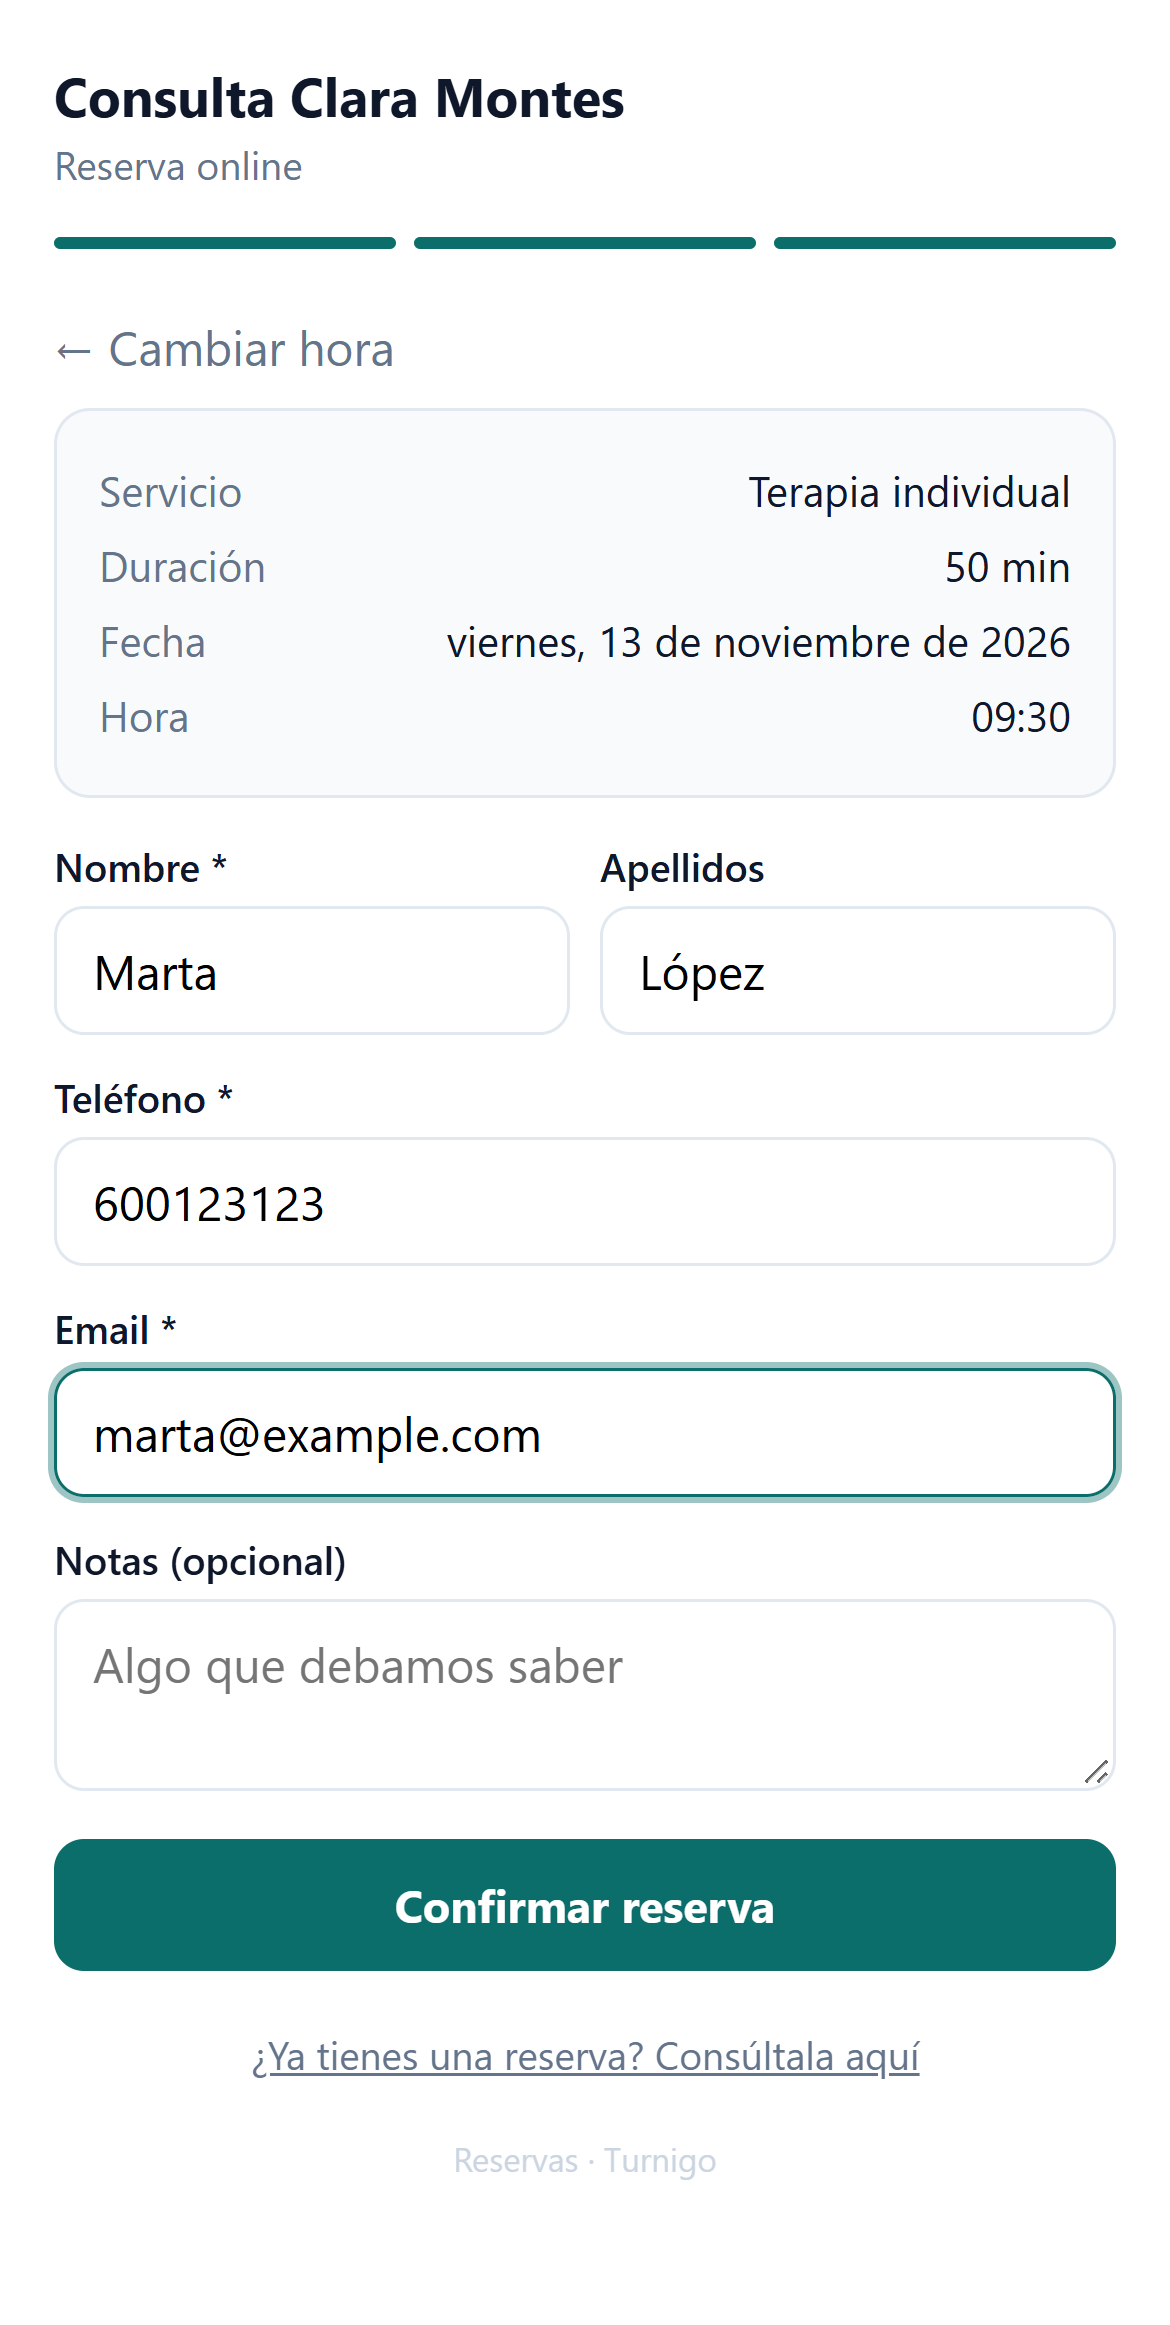 Consulta Clara Montes
Reserva online
← Cambiar hora
Servicio Terapia individual
Duración 50 min
Fecha viernes, 13 de noviembre de 2026
Hora 09:30
Nombre * Apellidos
Marta López
Teléfono *
600123123
Email *
marta@example.com
Notas (opcional)
Algo que debamos saber
Confirmar reserva
¿Ya tienes una reserva? Consúltala aquí
Reservas · Turnigo